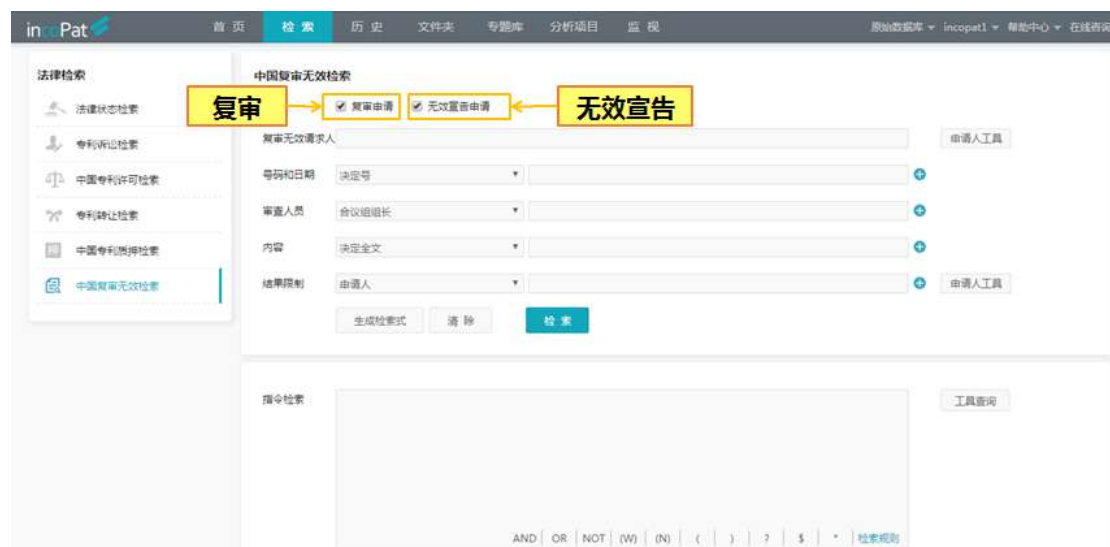 incoPat 首页 检索 历史 文件夹 专题库 分析项目 监视 原始数据库 incopat1 帮助中心 在线咨询
法律检索
法律状态检索
专利诉讼检索
中国专利许可检索
专利转让检索
中国专利质押检索
中国复审无效检索
中国复审无效检索
复审 复审申请 无效宣告申请 无效宣告
复审无效请求人 申请人工具
号码和日期 决定号
审查人员 合议组组长
内容 决定全文
结果限制 申请人 申请人工具
生成检索式 清除 检索
指令检索 工具查询
AND OR NOT (W) (N) ( ) ? $ * 检索规则